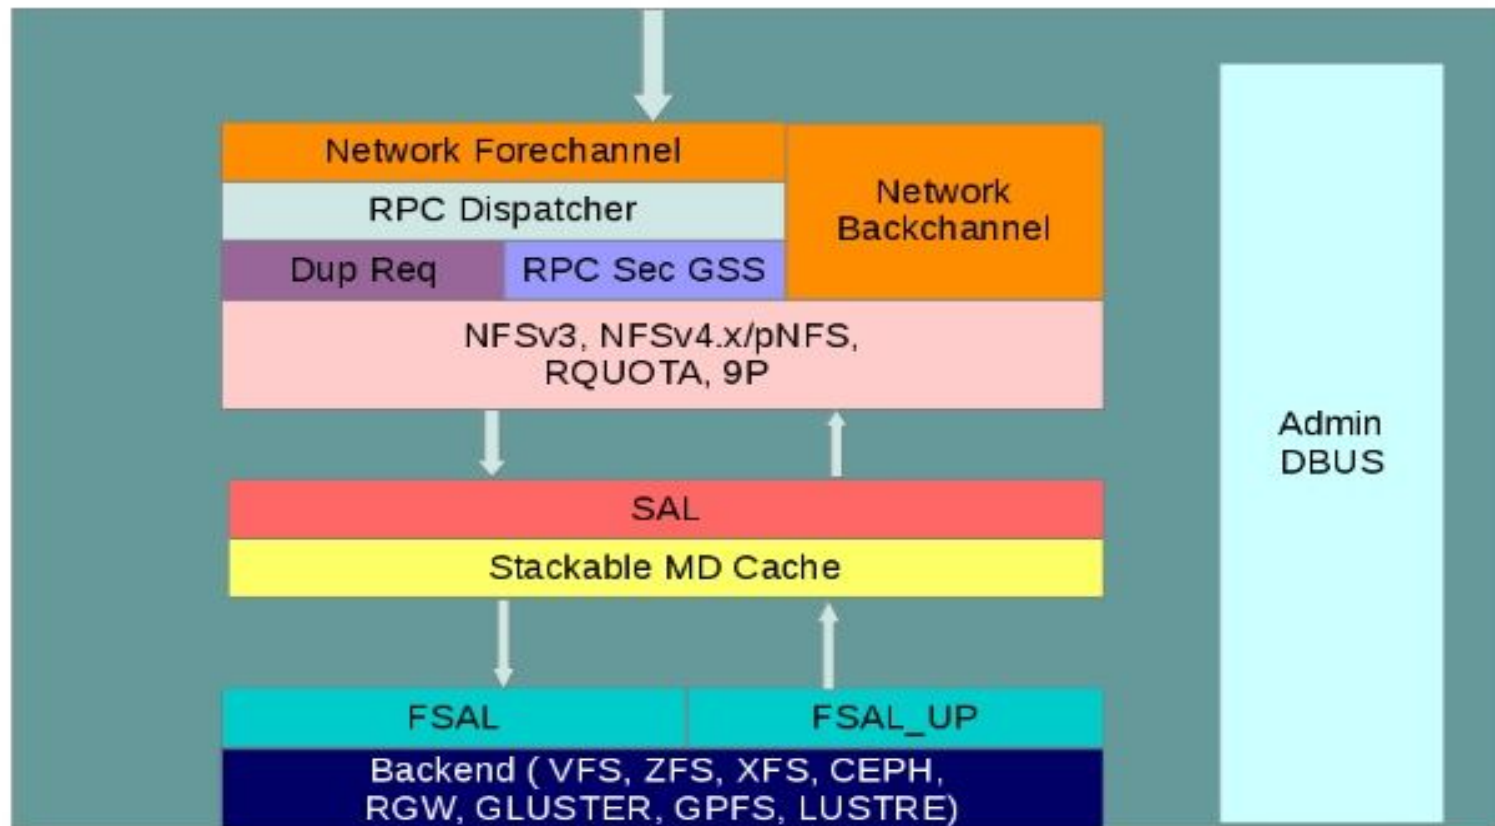 Network Forechannel
RPC Dispatcher
Dup Req
RPC Sec GSS
Network
Backchannel
NFSv3, NFSv4.x/pNFS,
RQUOTA, 9P
SAL
Stackable MD Cache
FSAL
FSAL_UP
Backend ( VFS, ZFS, XFS, CEPH,
RGW, GLUSTER, GPFS, LUSTRE)
Admin
DBUS